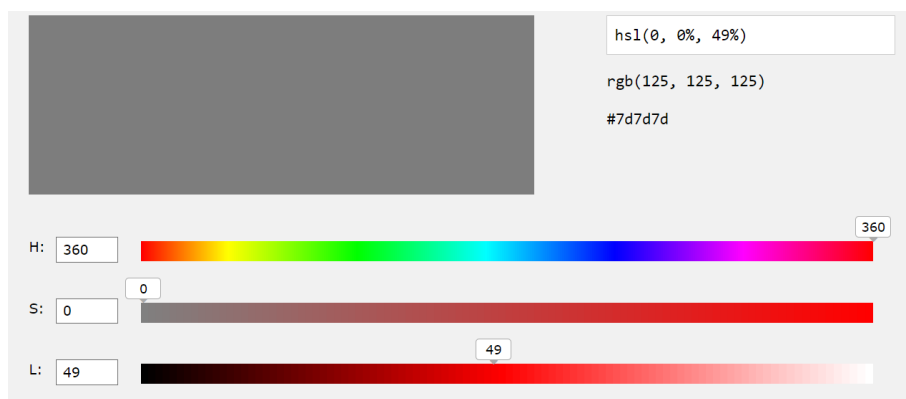 hsl(0, 0%, 49%)
rgb(125, 125, 125)
#7d7d7d
360
H: 360
0
S: 0
49
L: 49